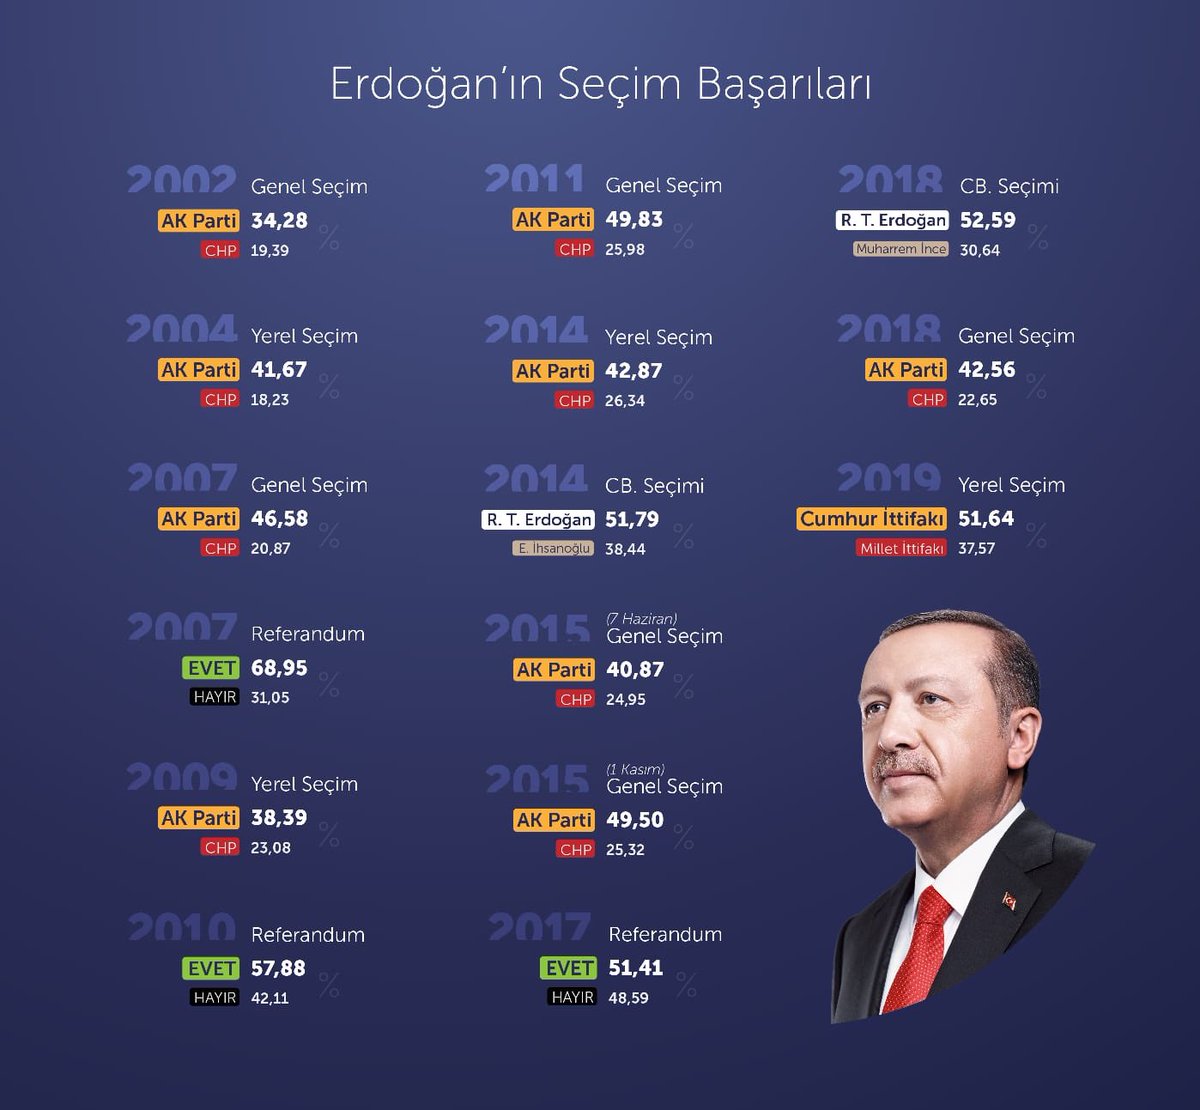 Erdoğan'ın Seçim Başarıları
2002 Genel Seçim
AK Parti 34,28 %
CHP 19,39
2004 Yerel Seçim
AK Parti 41,67 %
CHP 18,23
2007 Genel Seçim
AK Parti 46,58 %
CHP 20,87
2007 Referandum
EVET 68,95 %
HAYIR 31,05
2009 Yerel Seçim
AK Parti 38,39 %
CHP 23,08
2010 Referandum
EVET 57,88 %
HAYIR 42,11
2011 Genel Seçim
AK Parti 49,83 %
CHP 25,98
2014 Yerel Seçim
AK Parti 42,87 %
CHP 26,34
2014 CB. Seçimi
R. T. Erdoğan 51,79 %
E. İhsanoğlu 38,44
(7 Haziran)
2015 Genel Seçim
AK Parti 40,87 %
CHP 24,95
(1 Kasım)
2015 Genel Seçim
AK Parti 49,50 %
CHP 25,32
2017 Referandum
EVET 51,41 %
HAYIR 48,59
2018 CB. Seçimi
R. T. Erdoğan 52,59 %
Muharrem İnce 30,64
2018 Genel Seçim
AK Parti 42,56 %
CHP 22,65
2019 Yerel Seçim
Cumhur İttifakı 51,64 %
Millet İttifakı 37,57